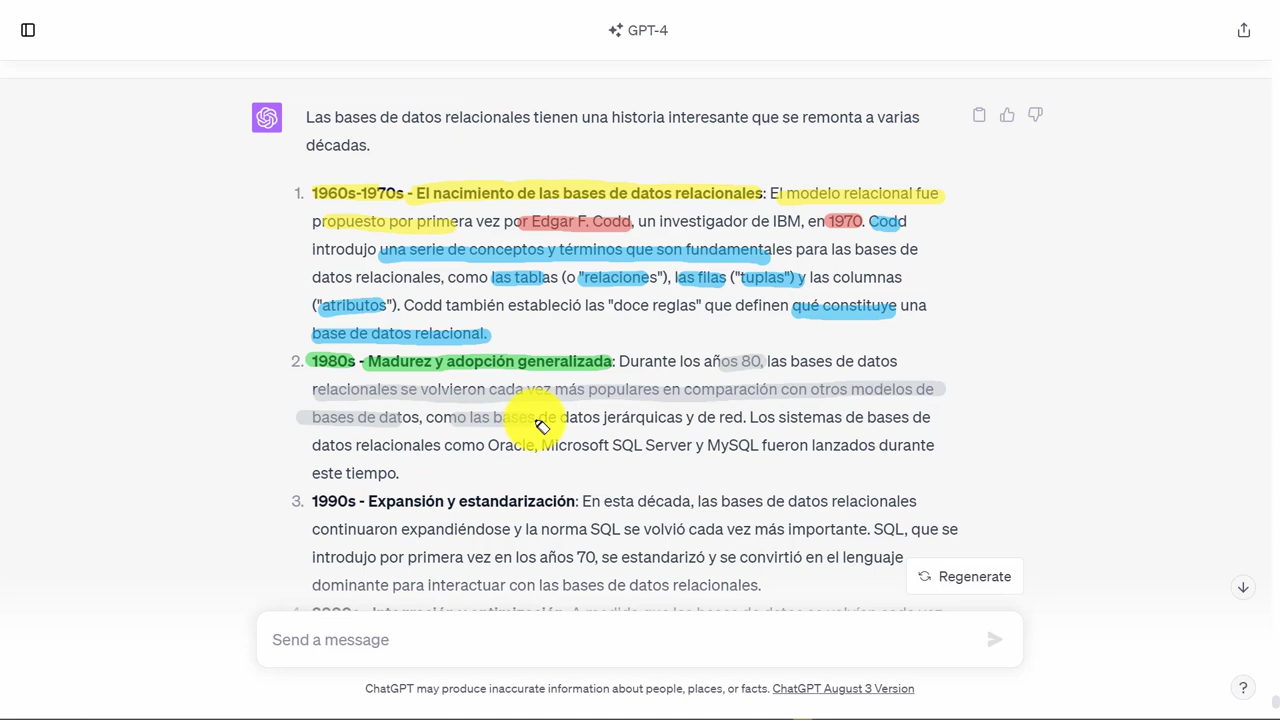 GPT-4
Las bases de datos relacionales tienen una historia interesante que se remonta a varias
décadas.
1. 1960s-1970s - El nacimiento de las bases de datos relacionales: El modelo relacional fue
propuesto por primera vez por Edgar F. Codd, un investigador de IBM, en 1970. Codd
introdujo una serie de conceptos y términos que son fundamentales para las bases de
datos relacionales, como las tablas (o "relaciones"), las filas ("tuplas") y las columnas
("atributos"). Codd también estableció las "doce reglas" que definen qué constituye una
base de datos relacional.
2. 1980s - Madurez y adopción generalizada: Durante los años 80, las bases de datos
relacionales se volvieron cada vez más populares en comparación con otros modelos de
bases de datos, como las bases de datos jerárquicas y de red. Los sistemas de bases de
datos relacionales como Oracle, Microsoft SQL Server y MySQL fueron lanzados durante
este tiempo.
3. 1990s - Expansión y estandarización: En esta década, las bases de datos relacionales
continuaron expandiéndose y la norma SQL se volvió cada vez más importante. SQL, que se
introdujo por primera vez en los años 70, se estandarizó y se convirtió en el lenguaje
dominante para interactuar con las bases de datos relacionales.
Regenerate
Send a message
ChatGPT may produce inaccurate information about people, places, or facts. ChatGPT August 3 Version
?